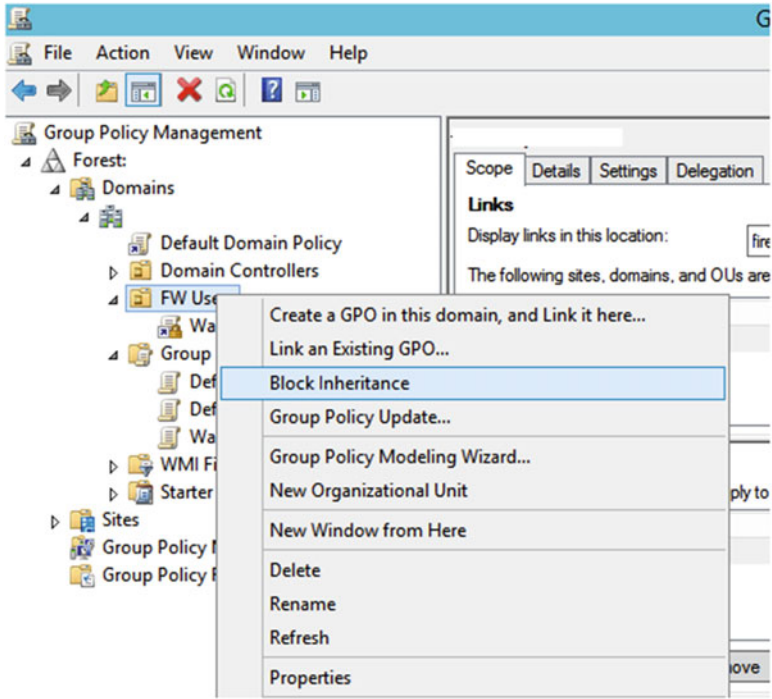 G
File Action View Window Help
Group Policy Management
Forest:
Domains
Default Domain Policy
Domain Controllers
FW Use
Wa
Group
Def
Def
Wa
WMI Fi
Starter
Sites
Group Policy
Group Policy
Scope Details Settings Delegation
Links
Display links in this location:
fire
The following sites, domains, and OUs are
Create a GPO in this domain, and Link it here...
Link an Existing GPO...
Block Inheritance
Group Policy Update...
Group Policy Modeling Wizard...
New Organizational Unit
New Window from Here
Delete
Rename
Refresh
Properties
ply to
ove